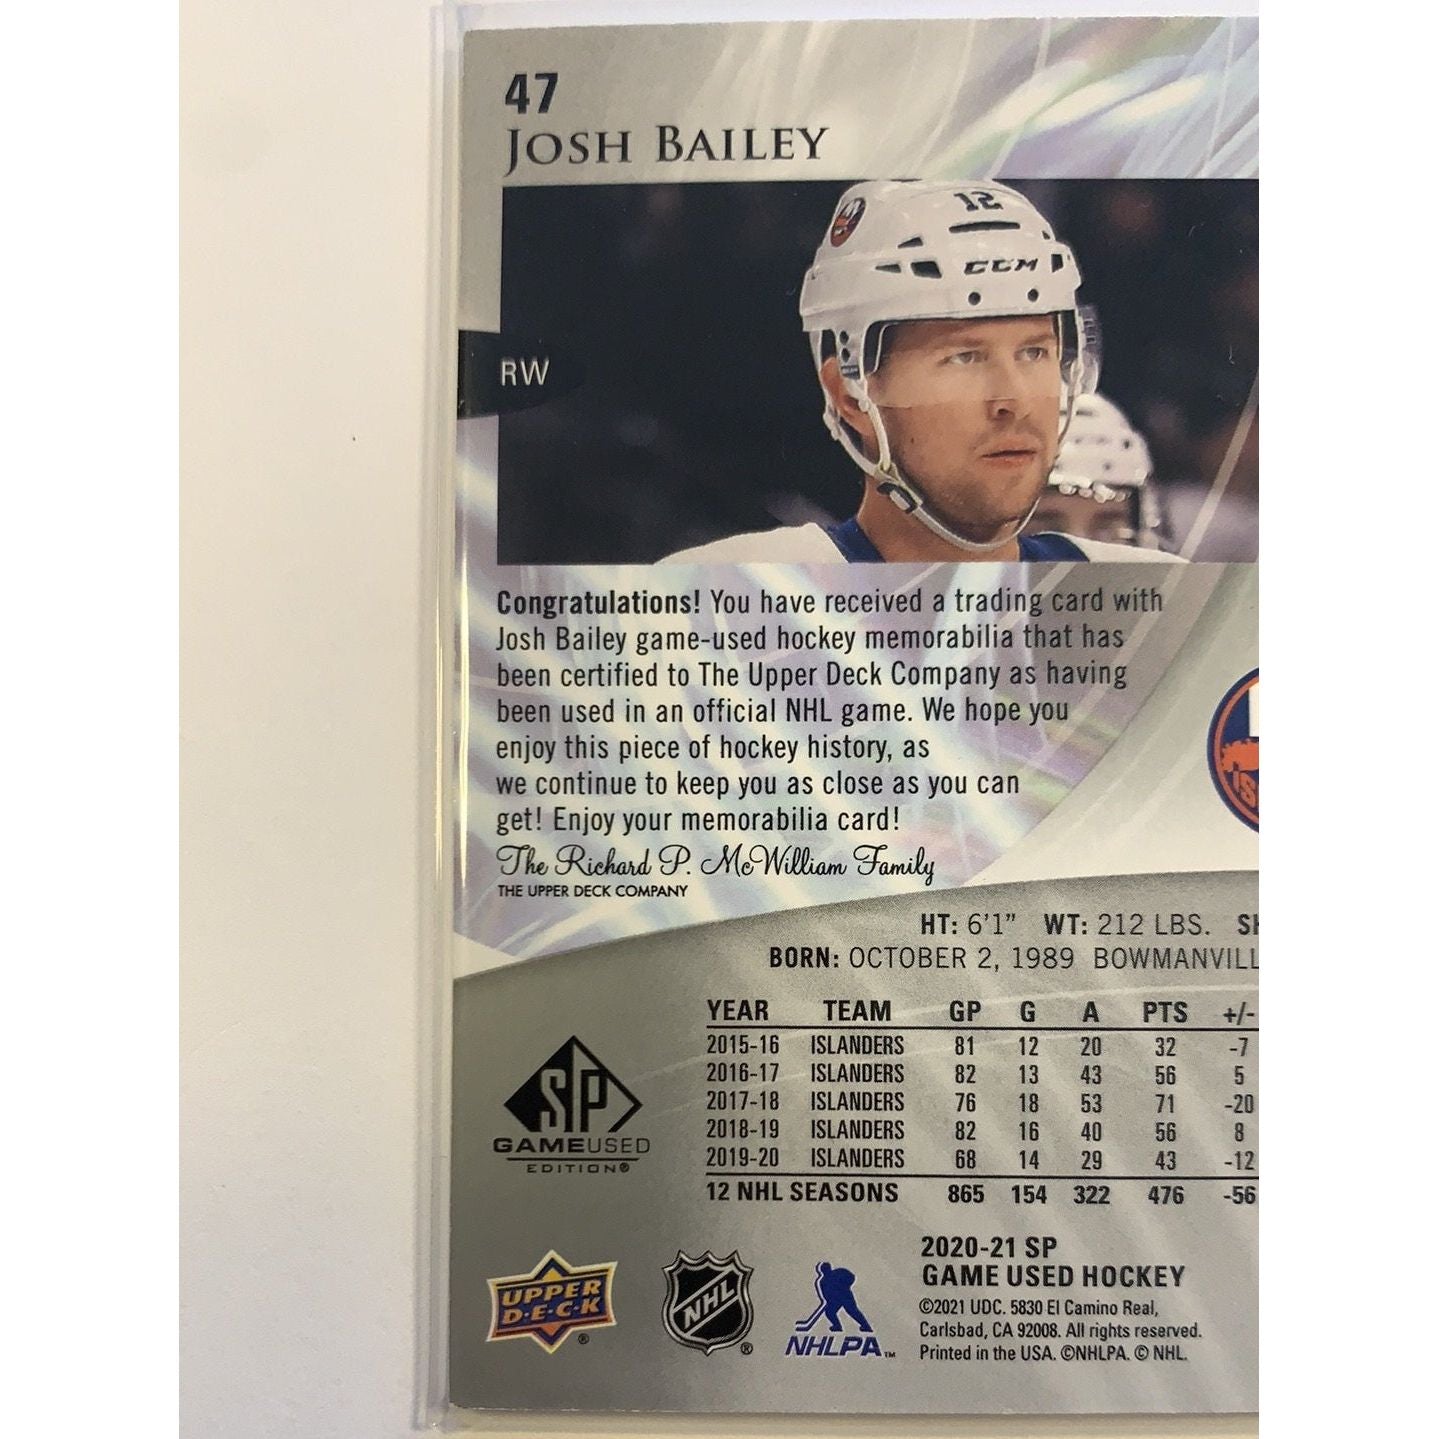 47
JOSH BAILEY
12
CCM
RW
Congratulations! You have received a trading card with
Josh Bailey game-used hockey memorabilia that has
been certified to The Upper Deck Company as having
been used in an official NHL game. We hope you
enjoy this piece of hockey history, as
we continue to keep you as close as you can
get! Enjoy your memorabilia card!
The Richard P. McWilliam Family
THE UPPER DECK COMPANY
HT: 6'1" WT: 212 LBS.
BORN: OCTOBER 2, 1989 BOWMANVILL
YEAR TEAM GP G A PTS +/-
2015-16 ISLANDERS 81 12 20 32 -7
2016-17 ISLANDERS 82 13 43 56 5
2017-18 ISLANDERS 76 18 53 71 -20
2018-19 ISLANDERS 82 16 40 56 8
2019-20 ISLANDERS 68 14 29 43 -12
12 NHL SEASONS 865 154 322 476 -56
SP
GAMEUSED
EDITION®
UPPER
D·E·C·K ®
NHL ®
NHLPA™
2020-21 SP
GAME USED HOCKEY
©2021 UDC. 5830 El Camino Real,
Carlsbad, CA 92008. All rights reserved.
Printed in the USA. ©NHLPA. © NHL.